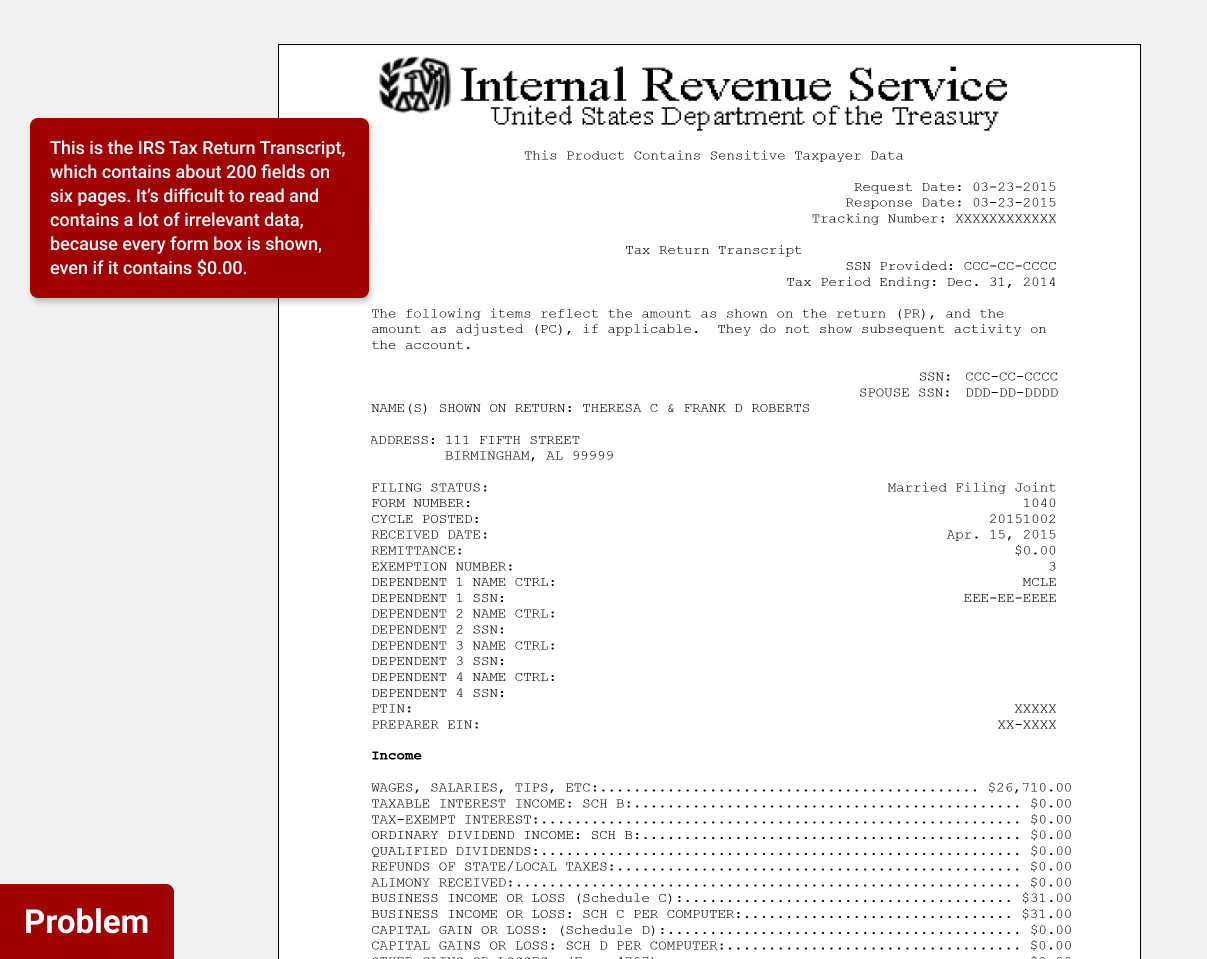 Internal Revenue Service
United States Department of the Treasury
This is the IRS Tax Return Transcript,
which contains about 200 fields on
six pages. It’s difficult to read and
contains a lot of irrelevant data,
because every form box is shown,
even if it contains $0.00.
This Product Contains Sensitive Taxpayer Data
Request Date: 03-23-2015
Response Date: 03-23-2015
Tracking Number: XXXXXXXXXXXX
Tax Return Transcript
SSN Provided: CCC-CC-CCCC
Tax Period Ending: Dec. 31, 2014
The following items reflect the amount as shown on the return (PR), and the
amount as adjusted (PC), if applicable.  They do not show subsequent activity on
the account.
SSN: CCC-CC-CCCC
SPOUSE SSN: DDD-DD-DDDD
NAME(S) SHOWN ON RETURN: THERESA C & FRANK D ROBERTS
ADDRESS: 111 FIFTH STREET
BIRMINGHAM, AL 99999
FILING STATUS: Married Filing Joint
FORM NUMBER: 1040
CYCLE POSTED: 20151002
RECEIVED DATE: Apr. 15, 2015
REMITTANCE: $0.00
EXEMPTION NUMBER: 3
DEPENDENT 1 NAME CTRL: MCLE
DEPENDENT 1 SSN: EEE-EE-EEEE
DEPENDENT 2 NAME CTRL:
DEPENDENT 2 SSN:
DEPENDENT 3 NAME CTRL:
DEPENDENT 3 SSN:
DEPENDENT 4 NAME CTRL:
DEPENDENT 4 SSN:
PTIN: XXXXX
PREPARER EIN: XX-XXXX
Income
WAGES, SALARIES, TIPS, ETC:............................................. $26,710.00
TAXABLE INTEREST INCOME: SCH B:.............................................. $0.00
TAX-EXEMPT INTEREST:......................................................... $0.00
ORDINARY DIVIDEND INCOME: SCH B:............................................. $0.00
QUALIFIED DIVIDENDS:......................................................... $0.00
REFUNDS OF STATE/LOCAL TAXES:................................................ $0.00
ALIMONY RECEIVED:............................................................ $0.00
BUSINESS INCOME OR LOSS (Schedule C):....................................... $31.00
BUSINESS INCOME OR LOSS: SCH C PER COMPUTER:................................ $31.00
CAPITAL GAIN OR LOSS: (Schedule D):.......................................... $0.00
CAPITAL GAINS OR LOSS: SCH D PER COMPUTER:................................... $0.00
Problem